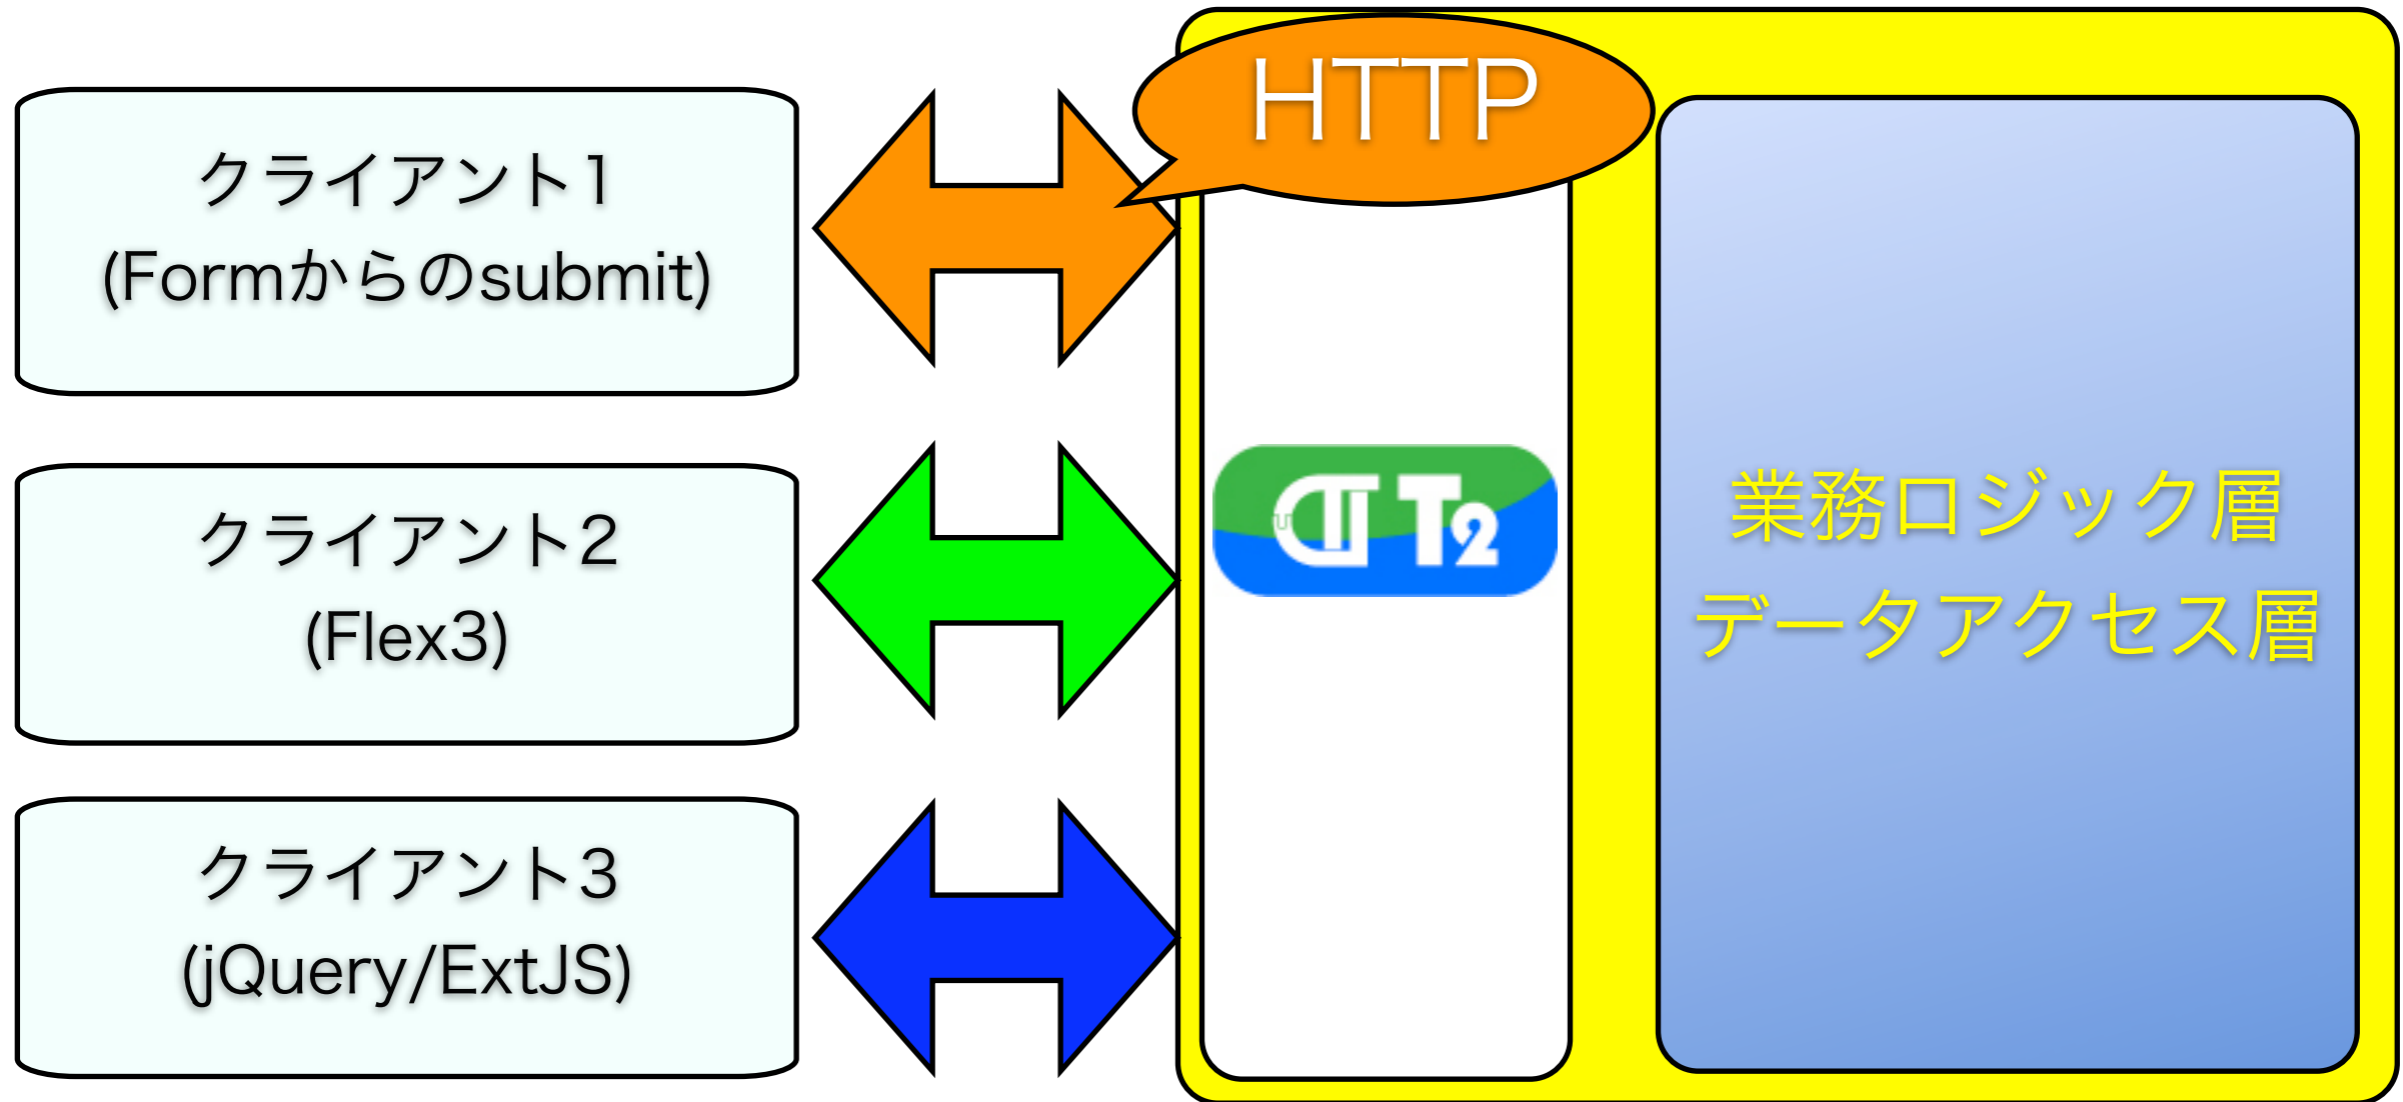 HTTP
クライアント1
(Formからのsubmit)
クライアント2
(Flex3)
クライアント3
(jQuery/ExtJS)
T2
業務ロジック層
データアクセス層